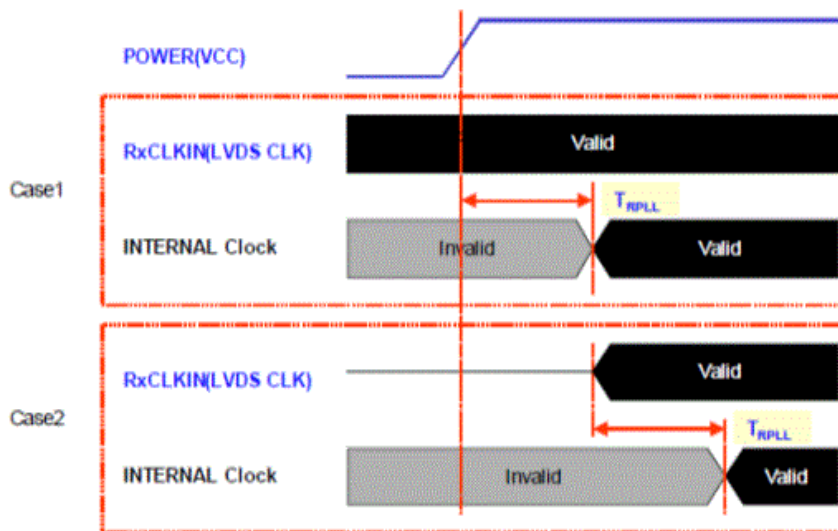 POWER(VCC)
RxCLKIN(LVDS CLK)
Valid
Case1
TRPLL
INTERNAL Clock
Invalid
Valid
RxCLKIN(LVDS CLK)
Valid
Case2
TRPLL
INTERNAL Clock
Invalid
Valid